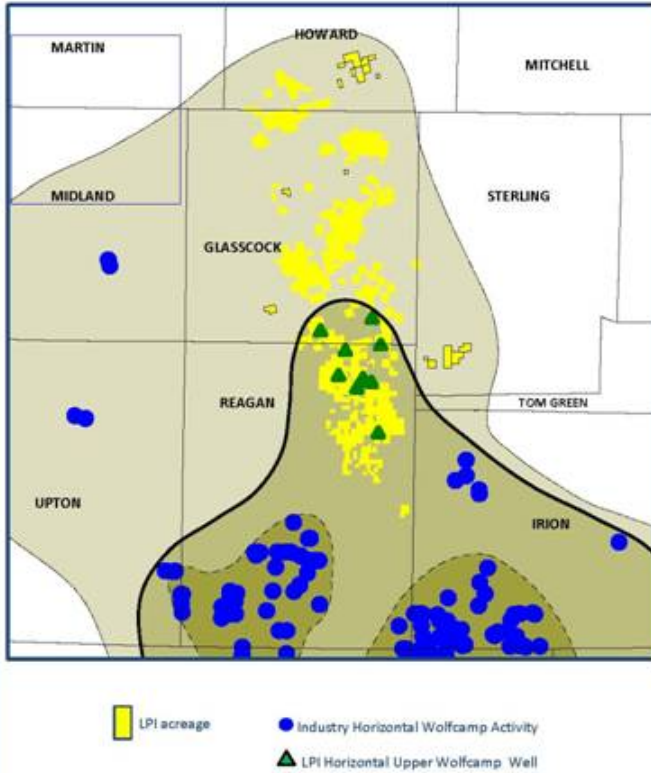 HOWARD
MARTIN
MITCHELL
MIDLAND
STERLING
GLASSCOCK
REAGAN
TOM GREEN
UPTON
IRION
LPI acreage
Industry Horizontal Wolfcamp Activity
LPI Horizontal Upper Wolfcamp Well